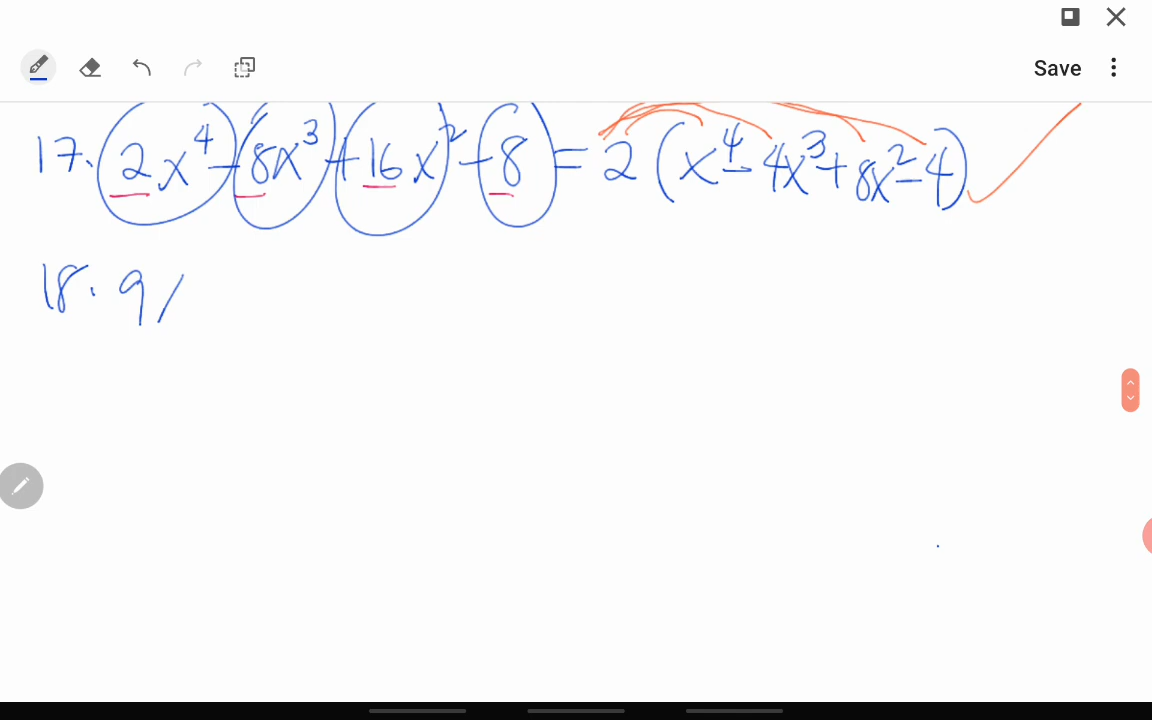 Save
17. 2x⁴ - 8x³ + 16x² - 8 = 2(x⁴ - 4x³ + 8x² - 4)
18. 9